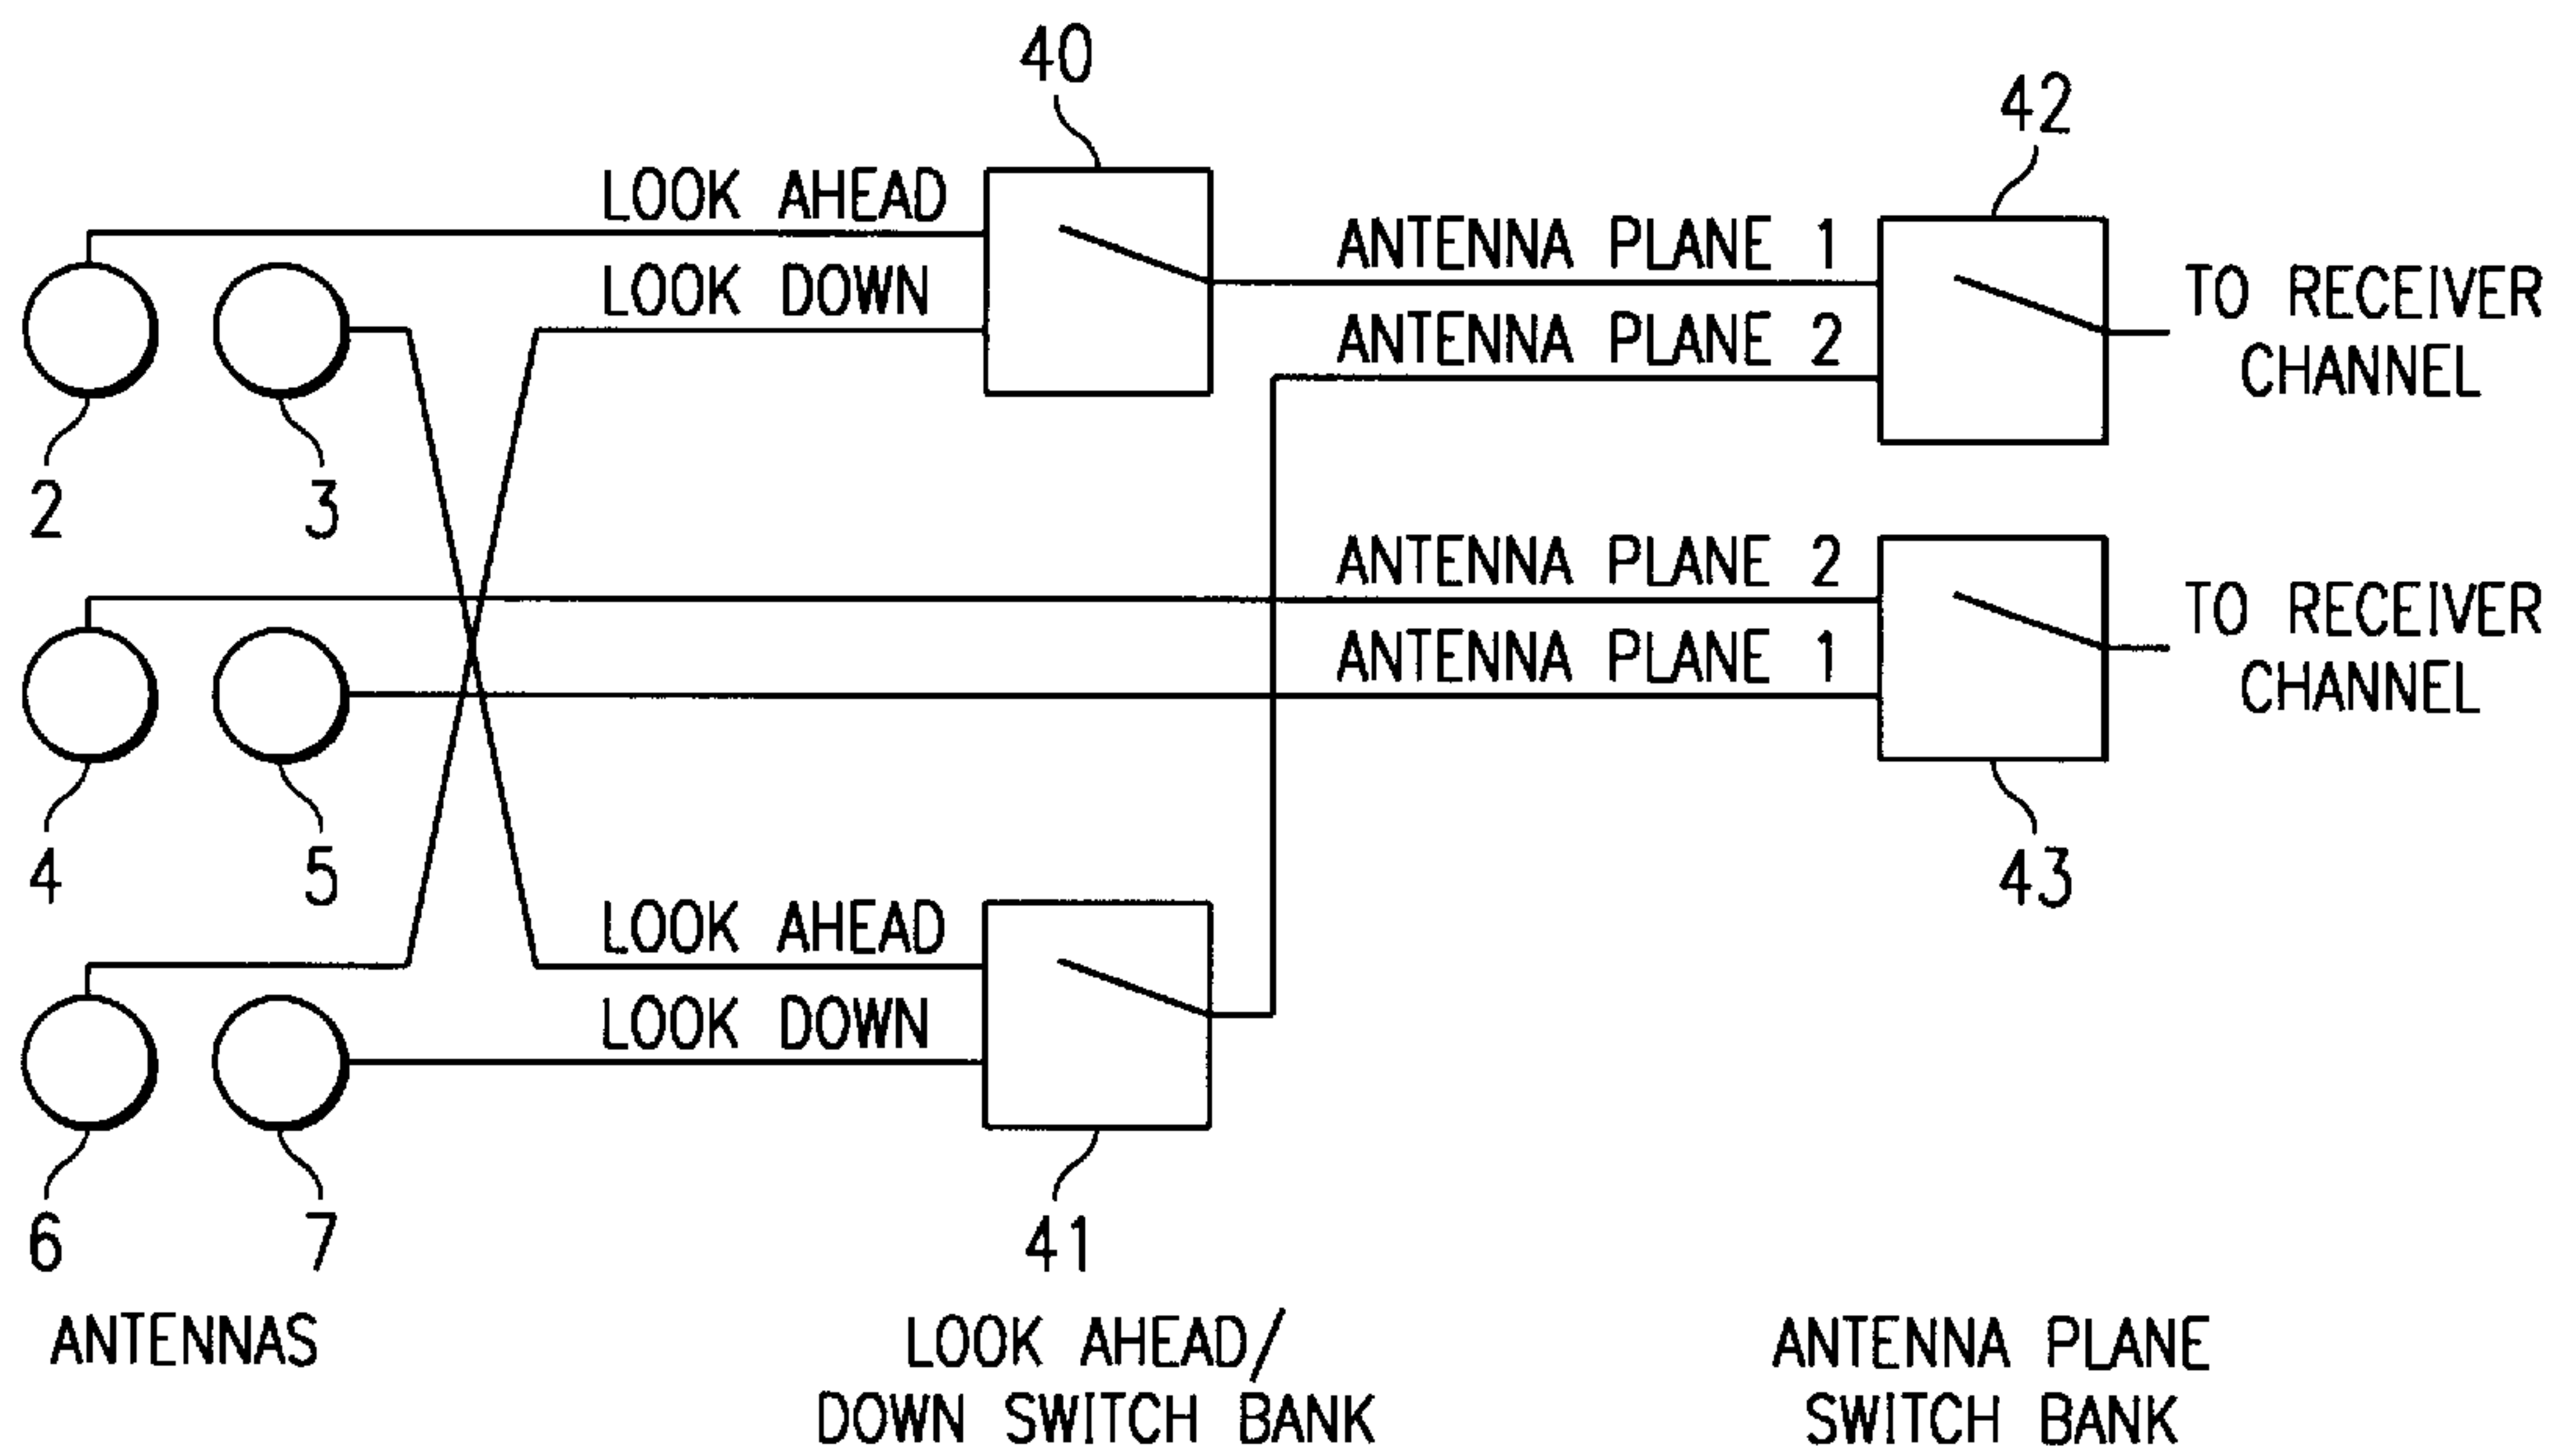 40
42
LOOK AHEAD
LOOK DOWN
ANTENNA PLANE 1
ANTENNA PLANE 2
TO RECEIVER
CHANNEL
2
3
ANTENNA PLANE 2
ANTENNA PLANE 1
TO RECEIVER
CHANNEL
4
5
43
LOOK AHEAD
LOOK DOWN
6
7
41
ANTENNAS
LOOK AHEAD/
DOWN SWITCH BANK
ANTENNA PLANE
SWITCH BANK